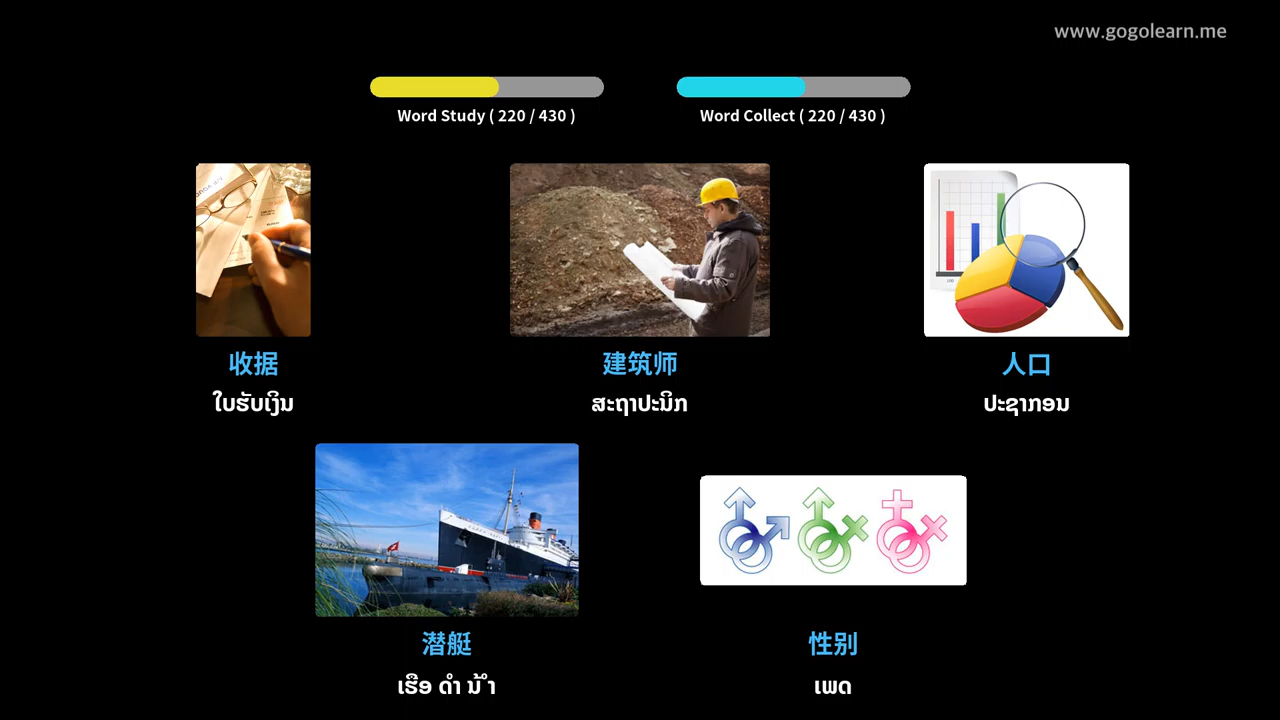 www.gogolearn.me
Word Study ( 220 / 430 )
Word Collect ( 220 / 430 )
收据
建筑师
人口
ໃບຮັບເງິນ
ສະຖາປະນິກ
ປະຊາກອນ
潜艇
性别
ເຮືອ ດຳ ນ້ ຳ
ເພດ